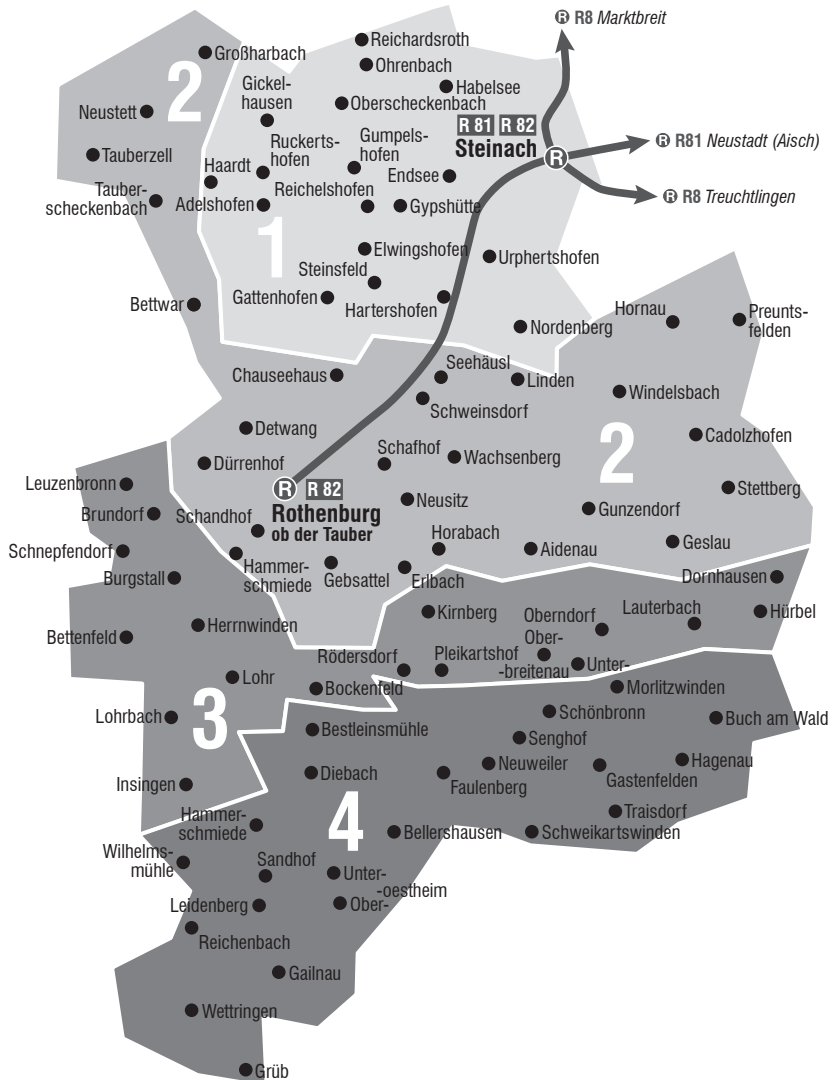 R R8 Marktbreit
Großharbach
Reichardsroth
Ohrenbach
2
Gickel-
hausen
Habelsee
Oberscheckenbach
Neustett
R 81 R 82
Steinach
R
R R81 Neustadt (Aisch)
Ruckerts-
hofen
Gumpels-
hofen
Tauberzell
Haardt
Endsee
R R8 Treuchtlingen
Tauber-
scheckenbach
Reichelshofen
Adelshofen
Gypshütte
1
Elwingshofen
Urphertshofen
Steinsfeld
Gattenhofen
Bettwar
Hartershofen
Hornau
Preunts-
felden
Nordenberg
Seehäusl
Chauseehaus
Linden
Windelsbach
Schweinsdorf
Detwang
Cadolzhofen
2
Schafhof
Wachsenberg
Dürrenhof
Leuzenbronn
R R 82
Stettberg
Neusitz
Gunzendorf
Brundorf
Schandhof
Rothenburg
ob der Tauber
Horabach
Aidenau
Geslau
Schnepfendorf
Hammer-
schmiede
Gebsattel
Erlbach
Burgstall
Dornhausen
Kirnberg
Oberndorf
Lauterbach
Hürbel
Herrnwinden
Bettenfeld
Ober-
-breitenau
Unter-
Rödersdorf
Pleikartshof
Lohr
Bockenfeld
Morlitzwinden
3
Lohrbach
Schönbronn
Buch am Wald
Bestleinsmühle
Senghof
Neuweiler
Hagenau
Diebach
Faulenberg
Gastenfelden
Insingen
4
Hammer-
schmiede
Traisdorf
Bellershausen
Schweikartswinden
Wilhelms-
mühle
Sandhof
Unter-
-oestheim
Ober-
Leidenberg
Reichenbach
Gailnau
Wettringen
Grüb